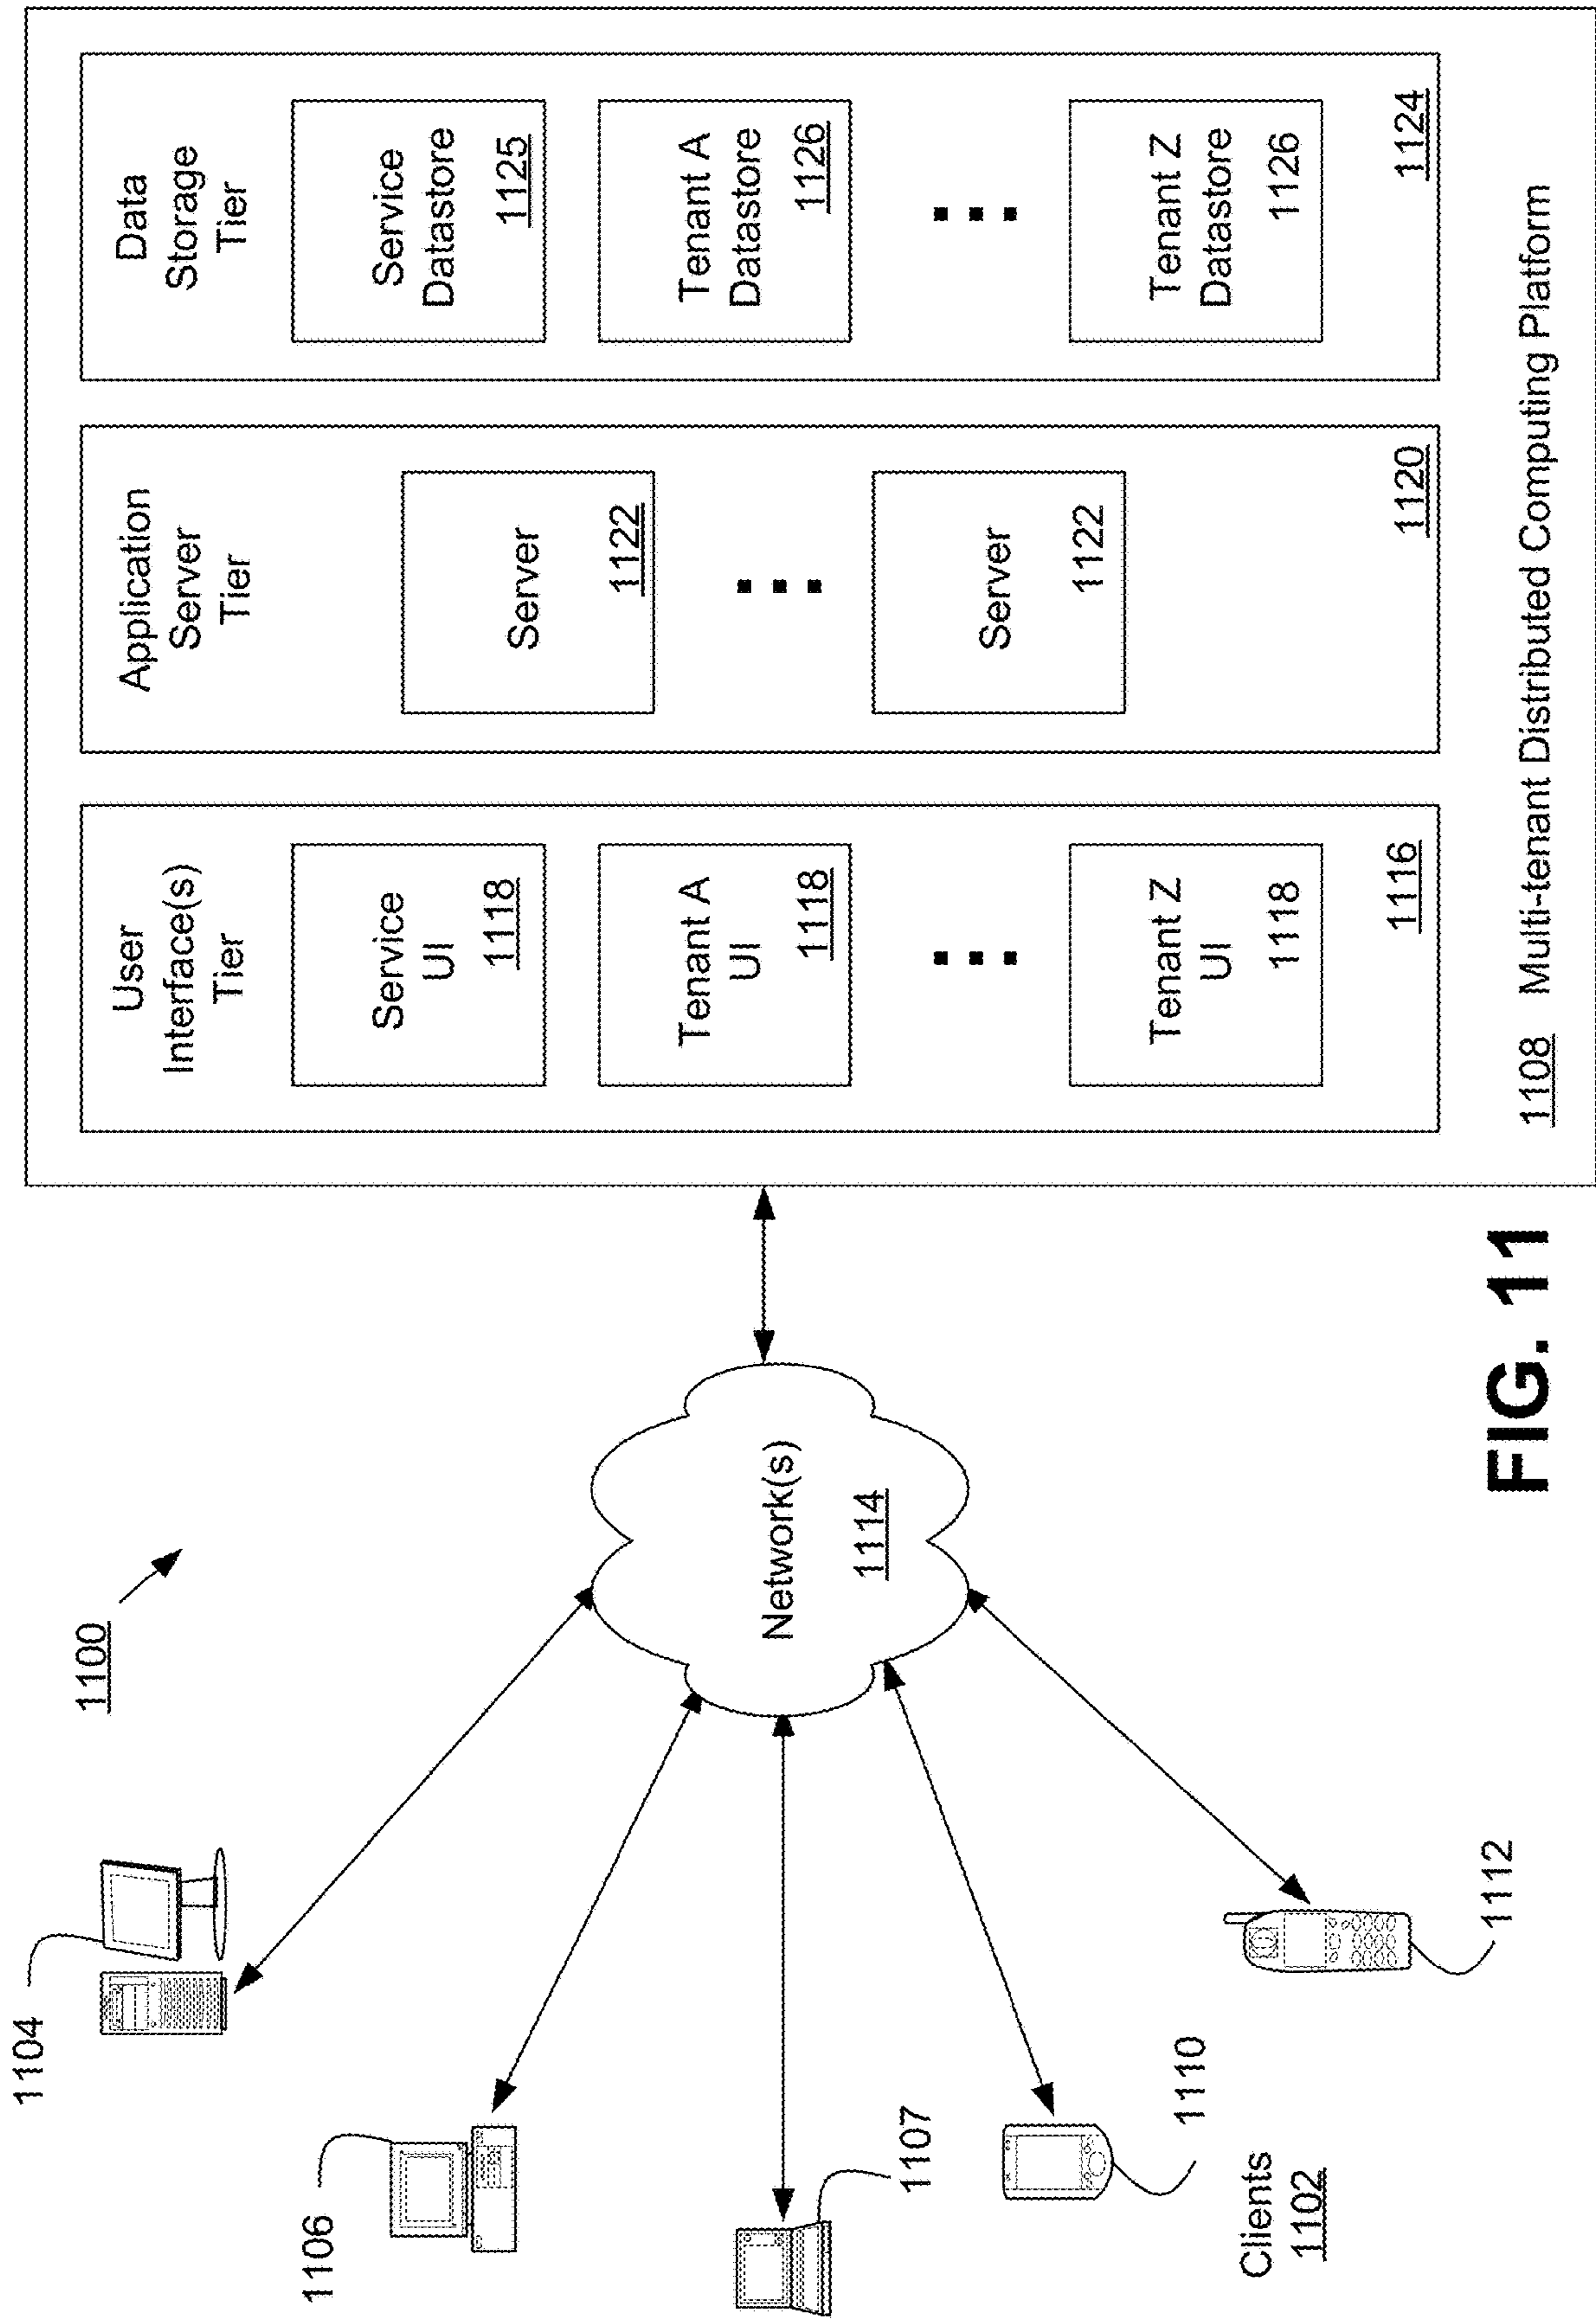 1100
1104
1106
1107
1110
1112
Clients
1102
Network(s)
1114
User
Interface(s)
Tier
Service
UI
1118
Tenant A
UI
1118
Tenant Z
UI
1118
1116
Application
Server
Tier
Server
1122
Server
1122
1120
Data
Storage
Tier
Service
Datastore
1125
Tenant A
Datastore
1126
Tenant Z
Datastore
1126
1124
1108 Multi-tenant Distributed Computing Platform
FIG. 11